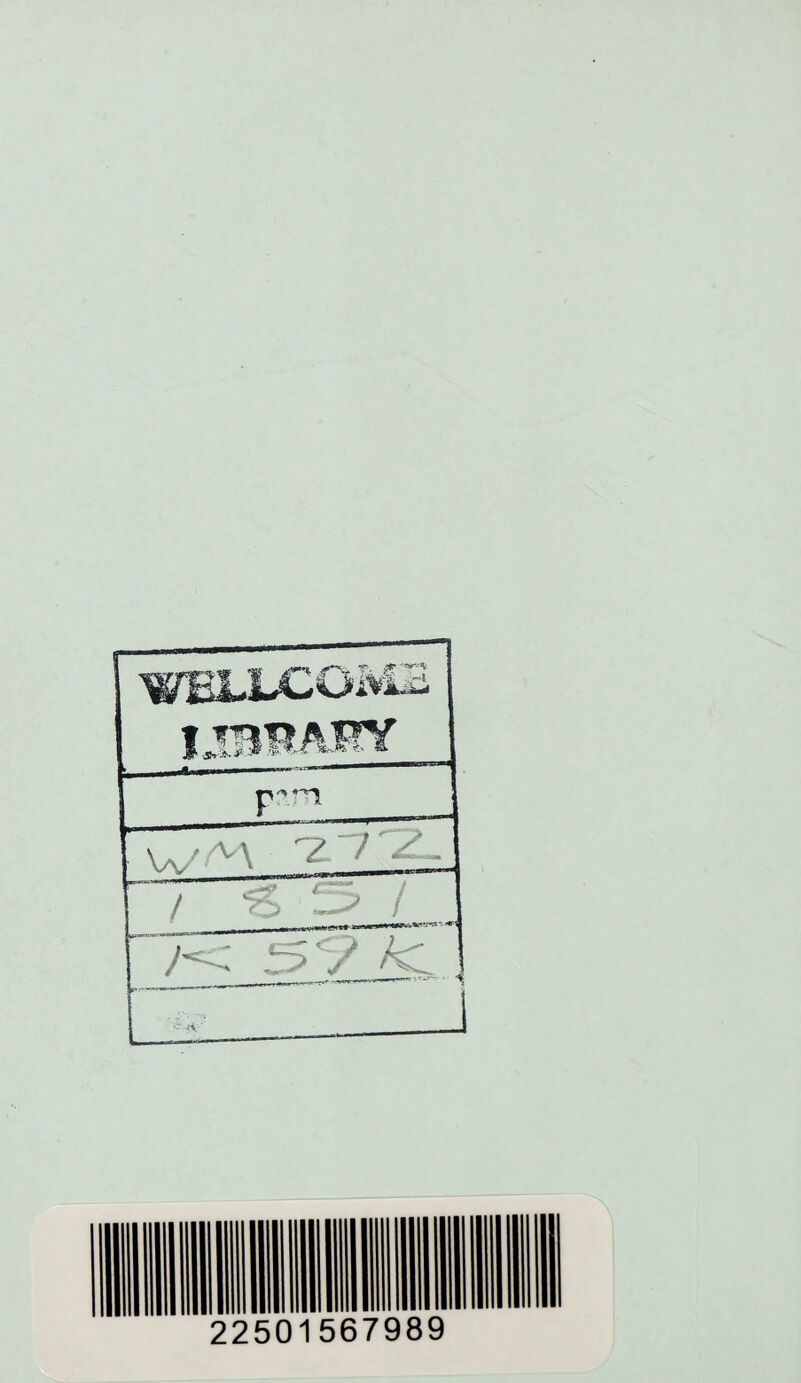 WELLCOME
LIBRARY
pam
WM 272
1851
K59k
22501567989